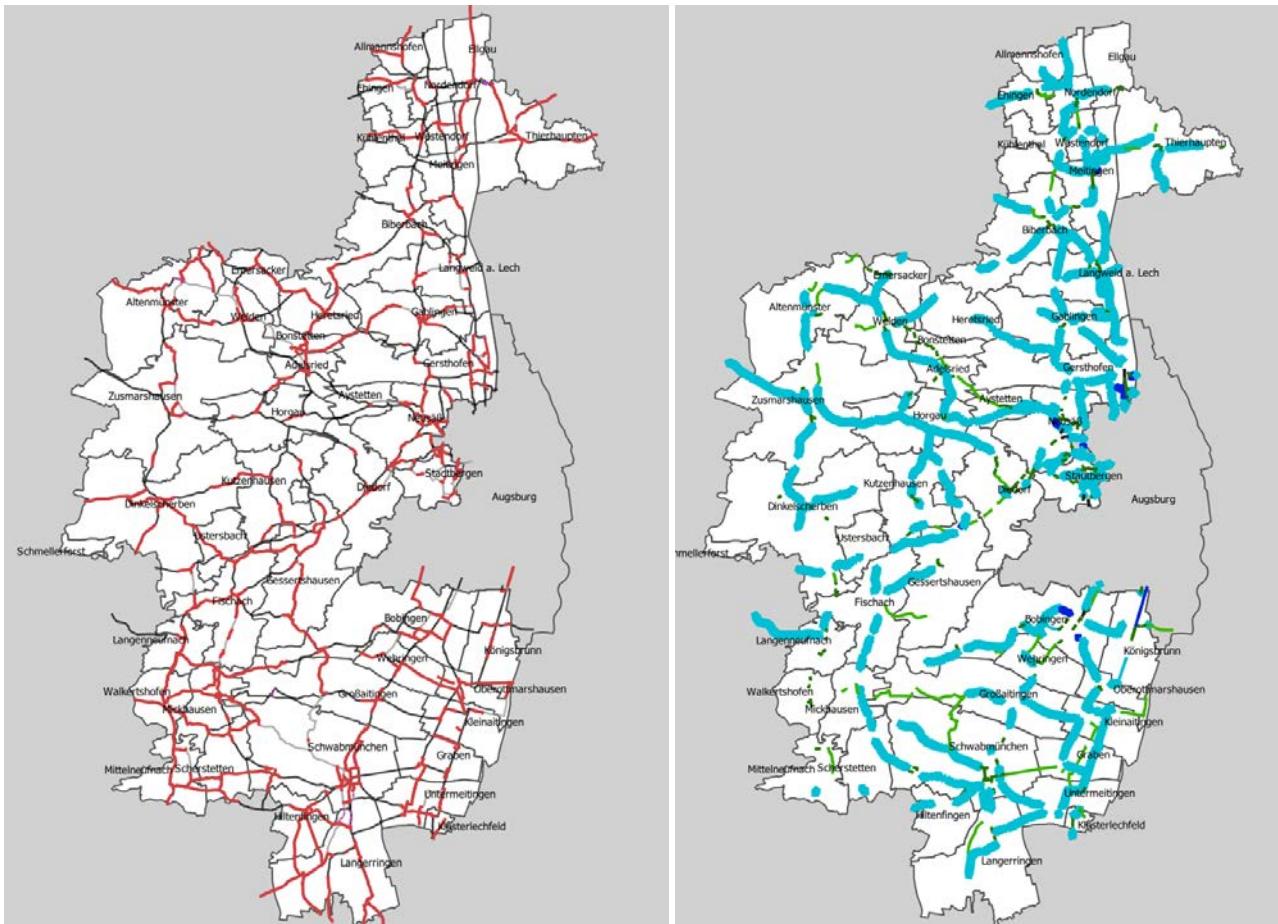 Allmannshofen
Ellgau
Ehingen
Nordendorf
Kühlenthal
Westendorf
Thierhaupten
Meitingen
Biberbach
Langweid a. Lech
Emersacker
Altenmünster
Welden
Heretsried
Gablingen
Bonstetten
Adelsried
Gersthofen
Zusmarshausen
Aystetten
Horgau
Neusäß
Stadtbergen
Kutzenhausen
Diedorf
Augsburg
Dinkelscherben
Ustersbach
Schmellerforst
Gessertshausen
Fischach
Langenneufnach
Bobingen
Königsbrunn
Wehringen
Walkertshofen
Großaitingen
Oberottmarshausen
Mickhausen
Kleinaitingen
Schwabmünchen
Graben
Mittelneufnach
Scherstetten
Untermeitingen
Hiltenfingen
Klosterlechfeld
Langerringen
Allmannshofen
Ellgau
Ehingen
Nordendorf
Kühlenthal
Westendorf
Thierhaupten
Meitingen
Biberbach
Langweid a. Lech
Emersacker
Altenmünster
Welden
Heretsried
Gablingen
Bonstetten
Adelsried
Gersthofen
Zusmarshausen
Aystetten
Horgau
Neusäß
Stadtbergen
Kutzenhausen
Diedorf
Augsburg
Dinkelscherben
Ustersbach
hmellerforst
Gessertshausen
Fischach
Langenneufnach
Bobingen
Königsbrunn
Wehringen
Walkertshofen
Großaitingen
Oberottmarshausen
Mickhausen
Kleinaitingen
Schwabmünchen
Graben
Mittelneufnach
Scherstetten
Untermeitingen
Hiltenfingen
Klosterlechfeld
Langerringen